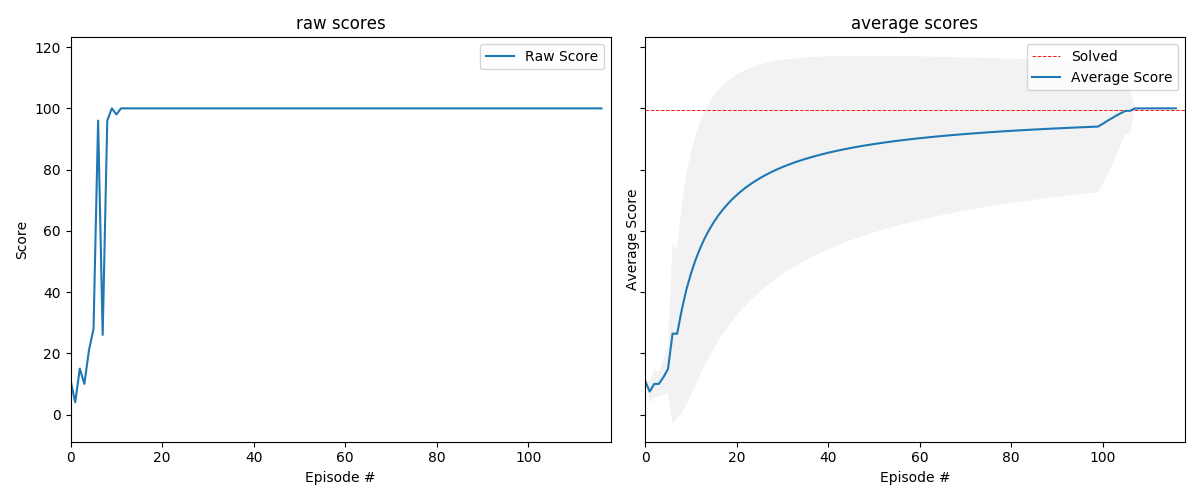 raw scores
Score
120
100
80
60
40
20
0
Raw Score
0 20 40 60 80 100
Episode #
average scores
Average Score
Solved
Average Score
0 20 40 60 80 100
Episode #